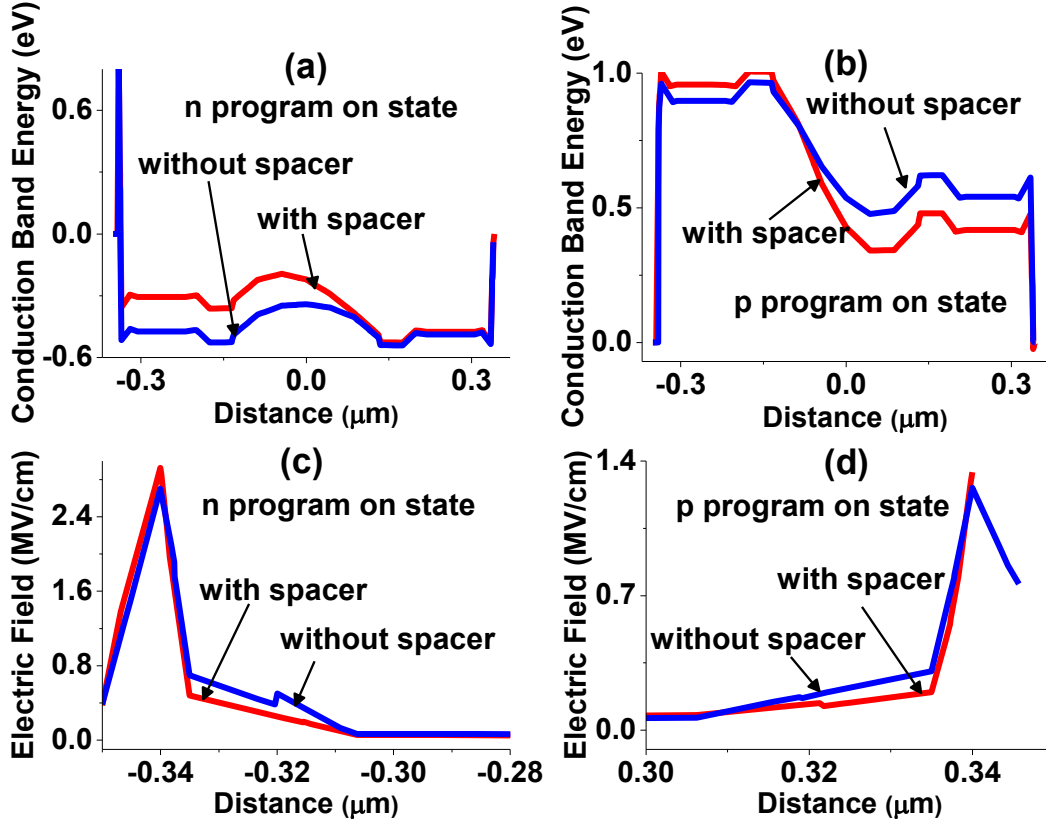 (a)
n program on state
without spacer
with spacer
Conduction Band Energy (eV)
0.6
0.0
-0.6
-0.3
0.0
0.3
Distance (μm)
(b)
without spacer
with spacer
p program on state
Conduction Band Energy (eV)
1.0
0.5
0.0
-0.3
0.0
0.3
Distance (μm)
(c)
n program on state
with spacer
without spacer
Electric Field (MV/cm)
2.4
1.6
0.8
0.0
-0.34
-0.32
-0.30
-0.28
Distance (μm)
(d)
p program on state
with spacer
without spacer
Electric Field (MV/cm)
1.4
0.7
0.0
0.30
0.32
0.34
Distance (μm)